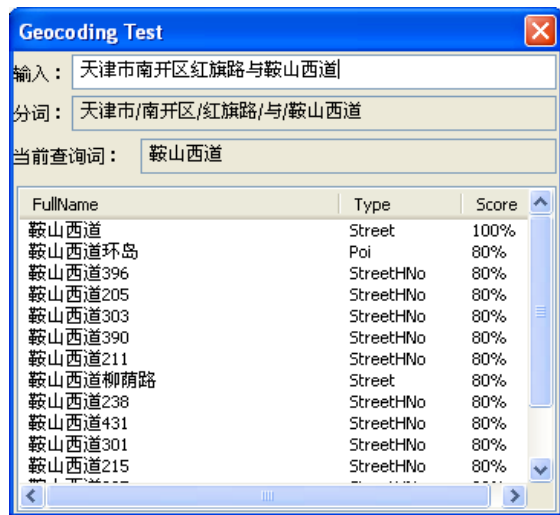 Geocoding Test
输入： 天津市南开区红旗路与鞍山西道
分词： 天津市/南开区/红旗路/与/鞍山西道
当前查询词： 鞍山西道
FullName Type Score
鞍山西道 Street 100%
鞍山西道环岛 Poi 80%
鞍山西道396 StreetHNo 80%
鞍山西道205 StreetHNo 80%
鞍山西道303 StreetHNo 80%
鞍山西道390 StreetHNo 80%
鞍山西道211 StreetHNo 80%
鞍山西道柳荫路 Street 80%
鞍山西道238 StreetHNo 80%
鞍山西道431 StreetHNo 80%
鞍山西道301 StreetHNo 80%
鞍山西道215 StreetHNo 80%